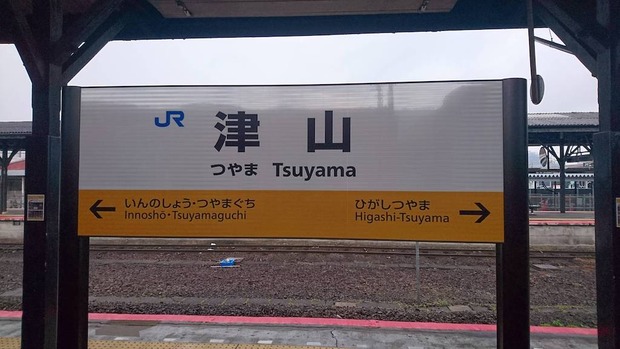 JR 津山
つやま Tsuyama
← いんのしょう・つやまぐち
Innoshō・Tsuyamaguchi
ひがしつやま →
Higashi-Tsuyama